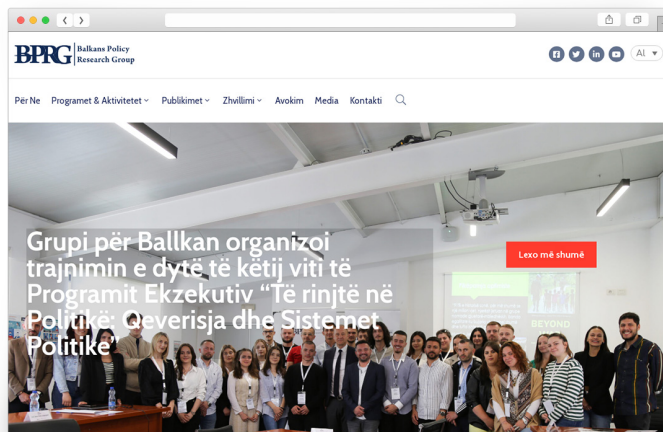 BPRG Balkans Policy
Research Group
AL
Për Ne Programet & Aktivitetet Publikimet Zhvillimi Avokim Media Kontakti
Grupi për Ballkan organizoi
trajnimin e dytë të këtij viti të
Programit Ekzekutiv “Të rinjtë në
Politikë: Qeverisja dhe Sistemet
Politike”
Lexo më shumë
BEYOND